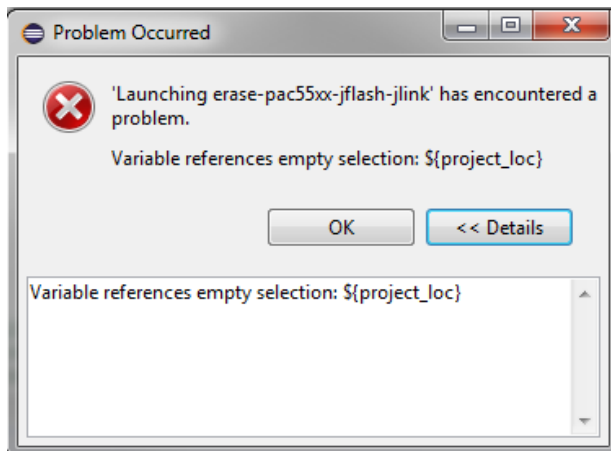 Problem Occurred
'Launching erase-pac55xx-jflash-jlink' has encountered a
problem.
Variable references empty selection: ${project_loc}
OK
<< Details
Variable references empty selection: ${project_loc}